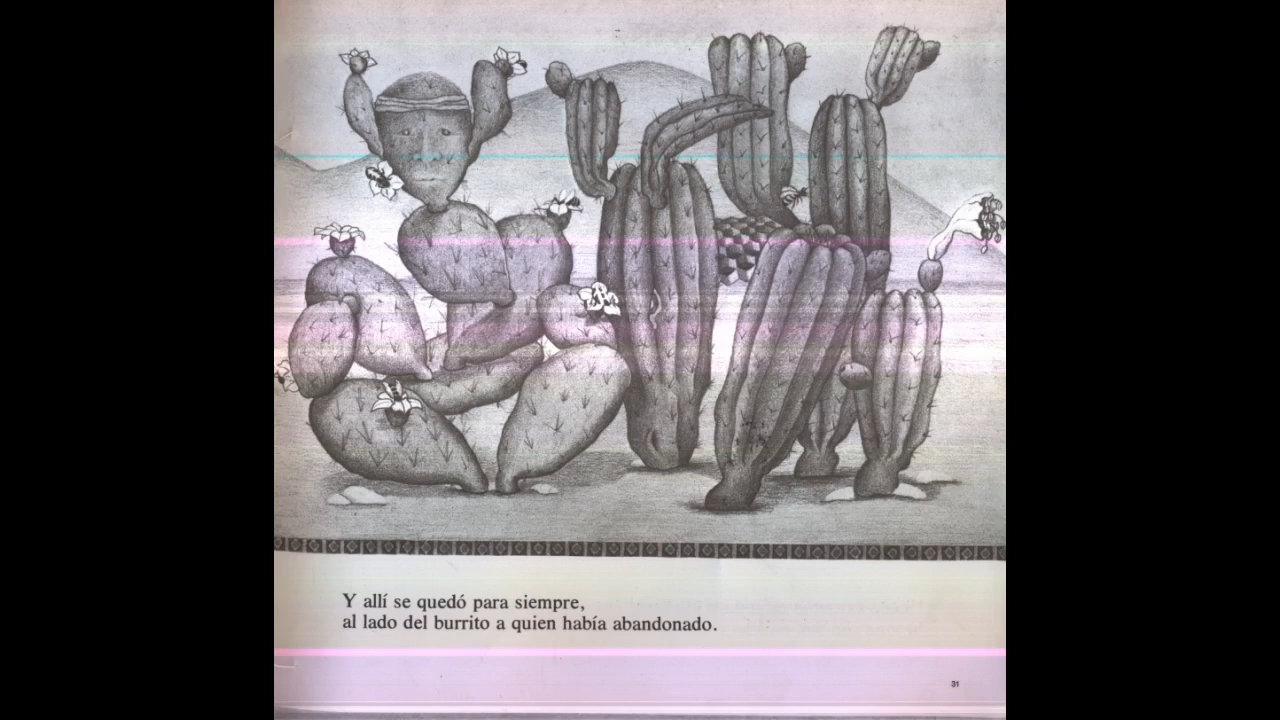 Y allí se quedó para siempre,
al lado del burrito a quien había abandonado.
31